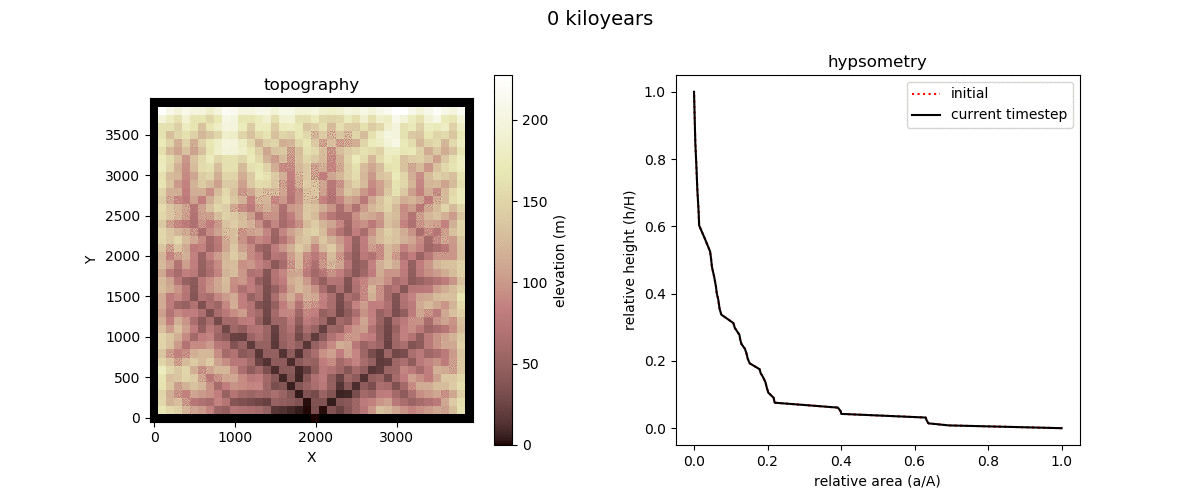 0 kiloyears
topography
3500
3000
2500
2000
1500
1000
500
0
Y
0 1000 2000 3000
X
200
150
100
50
0
elevation (m)
hypsometry
initial
current timestep
1.0
0.8
0.6
0.4
0.2
0.0
relative height (h/H)
0.0 0.2 0.4 0.6 0.8 1.0
relative area (a/A)